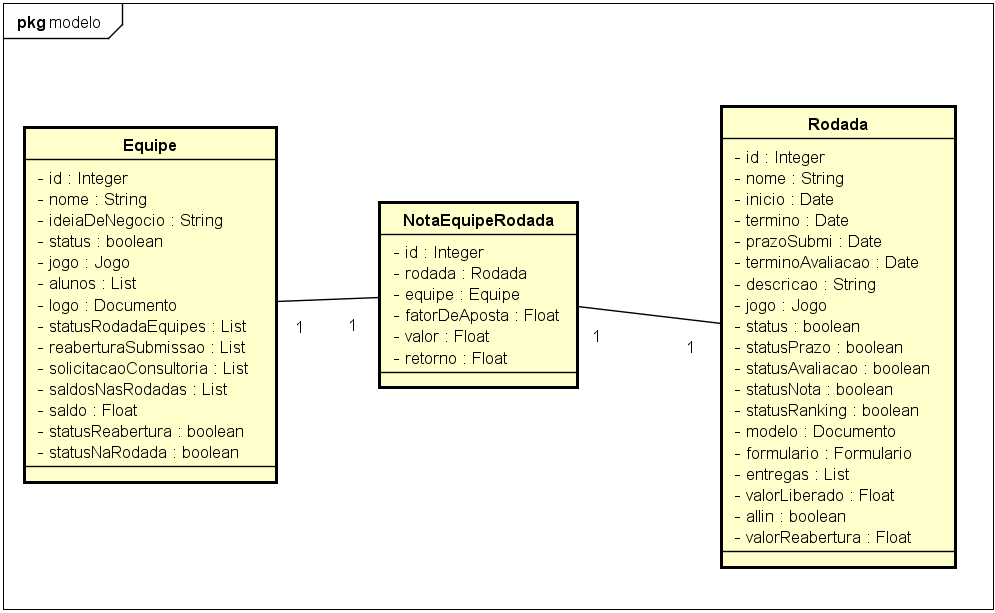 pkg modelo
Equipe
- id : Integer
- nome : String
- ideiaDeNegocio : String
- status : boolean
- jogo : Jogo
- alunos : List
- logo : Documento
- statusRodadaEquipes : List
- reaberturaSubmissao : List
- solicitacaoConsultoria : List
- saldosNasRodadas : List
- saldo : Float
- statusReabertura : boolean
- statusNaRodada : boolean
1
1
NotaEquipeRodada
- id : Integer
- rodada : Rodada
- equipe : Equipe
- fatorDeAposta : Float
- valor : Float
- retorno : Float
1
1
Rodada
- id : Integer
- nome : String
- inicio : Date
- termino : Date
- prazoSubmi : Date
- terminoAvaliacao : Date
- descricao : String
- jogo : Jogo
- status : boolean
- statusPrazo : boolean
- statusAvaliacao : boolean
- statusNota : boolean
- statusRanking : boolean
- modelo : Documento
- formulario : Formulario
- entregas : List
- valorLiberado : Float
- allin : boolean
- valorReabertura : Float